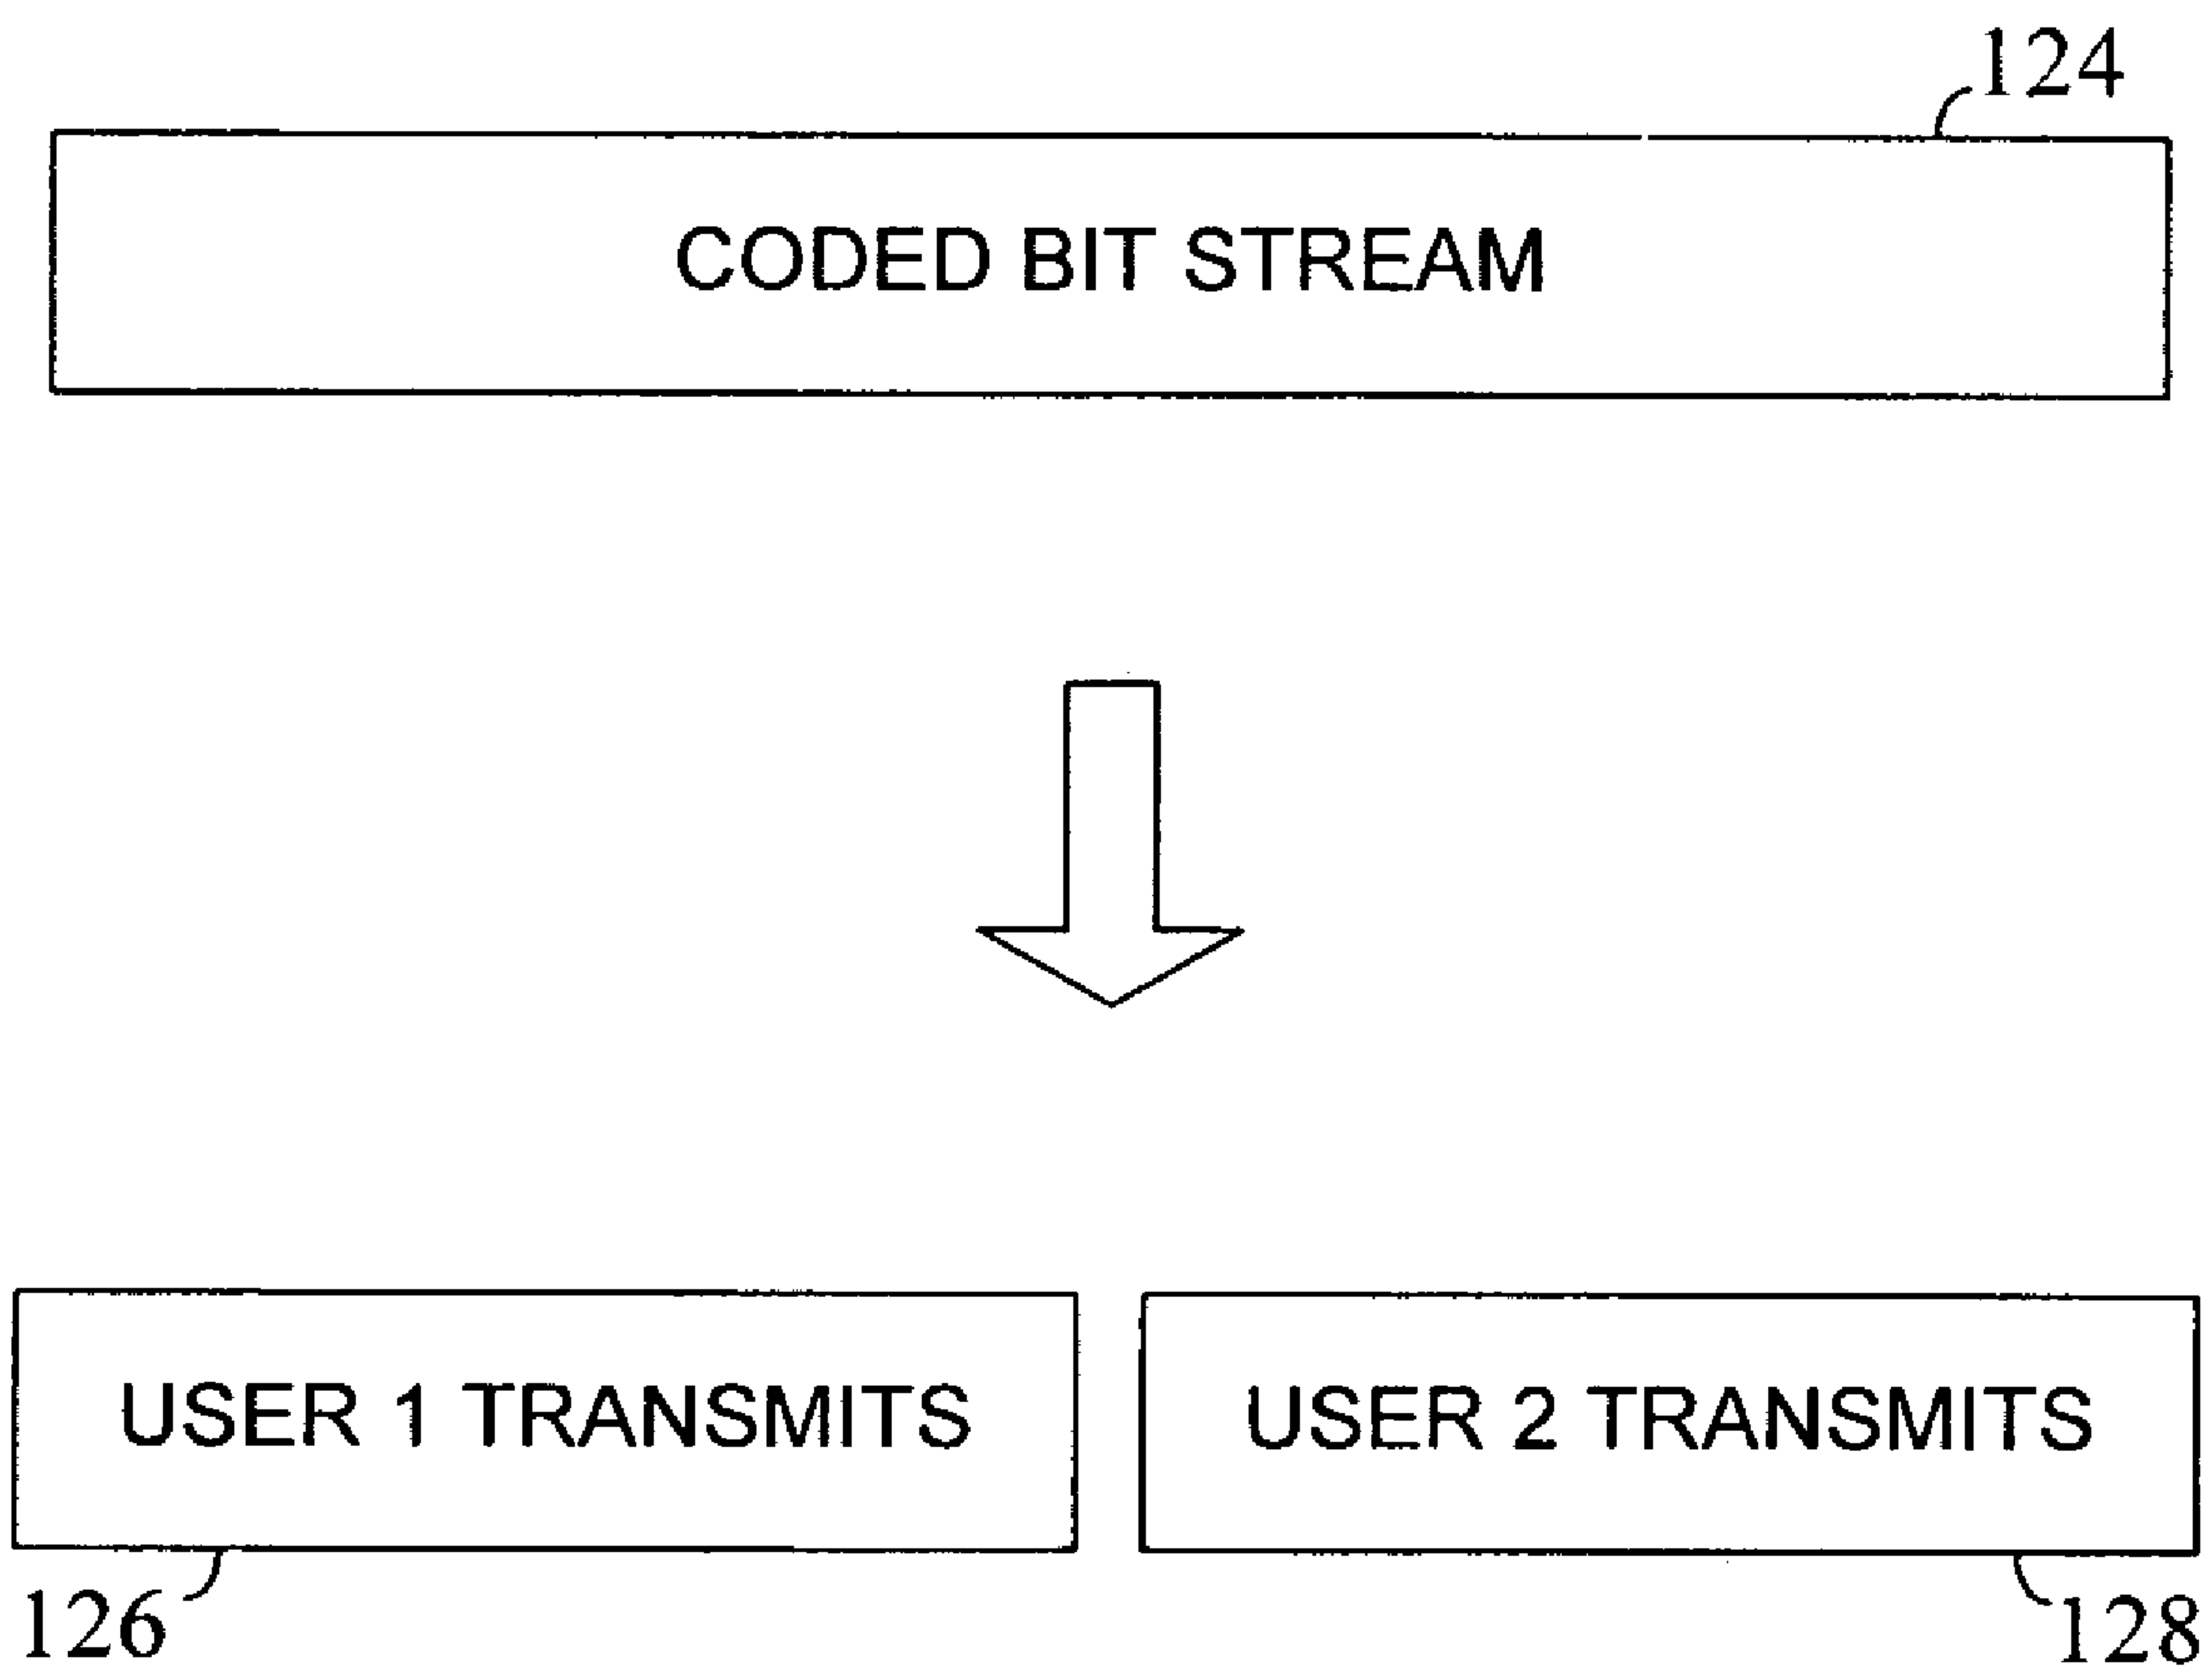 124
CODED BIT STREAM
USER 1 TRANSMITS
USER 2 TRANSMITS
126
128